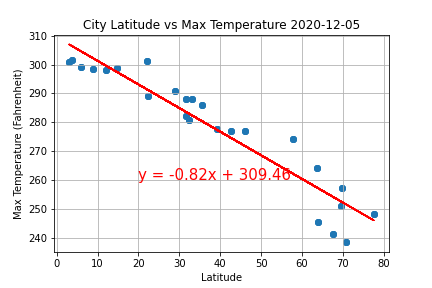 City Latitude vs Max Temperature 2020-12-05
Max Temperature (Fahrenheit)
310
300
290
280
270
260
250
240
y = -0.82x + 309.46
0 10 20 30 40 50 60 70 80
Latitude